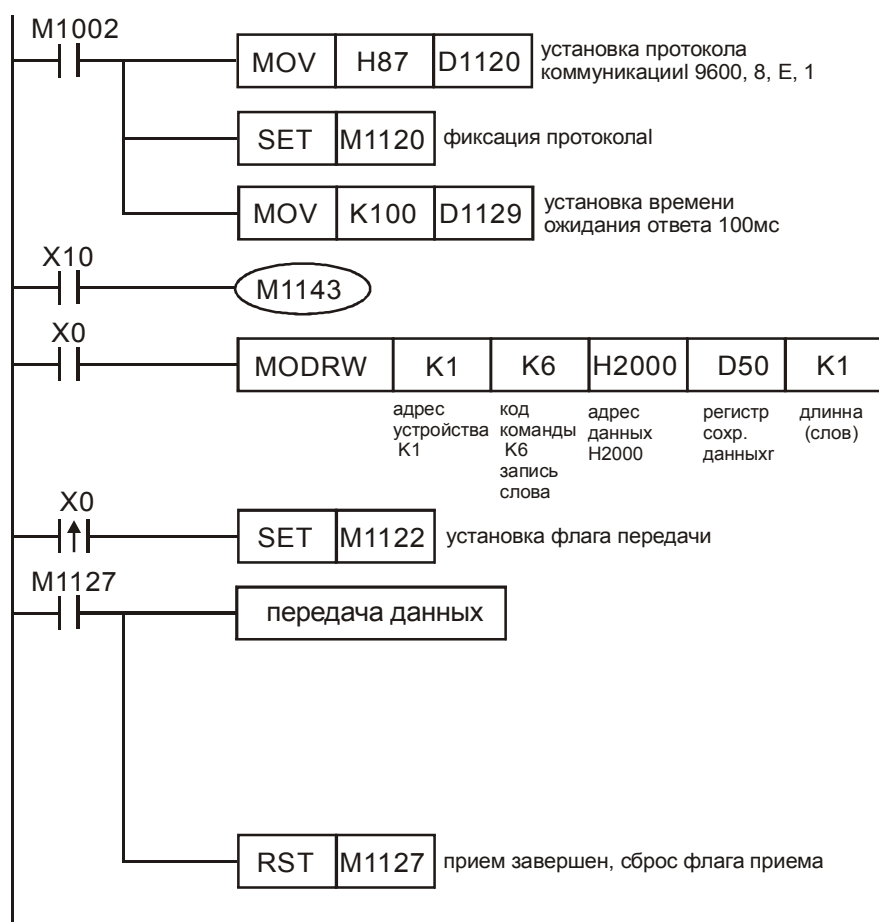 M1002
MOV H87 D1120
установка протокола
коммуникацииl 9600, 8, E, 1
SET M1120
фиксация протоколаl
MOV K100 D1129
установка времени
ожидания ответа 100мс
X10
M1143
X0
MODRW K1 K6 H2000 D50 K1
адрес
устройства
K1
код
команды
K6
запись
слова
адрес
данных
H2000
регистр
сохр.
данныхr
длинна
(слов)
X0
SET M1122
установка флага передачи
M1127
передача данных
RST M1127
прием завершен, сброс флага приема